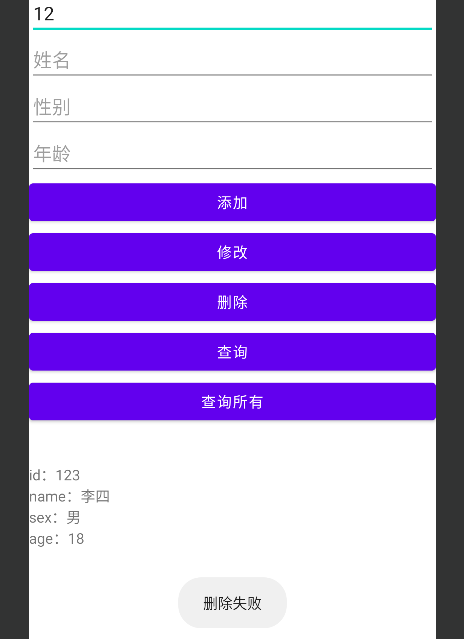 12
姓名
性别
年龄
添加
修改
删除
查询
查询所有
id：123
name：李四
sex：男
age：18
删除失败